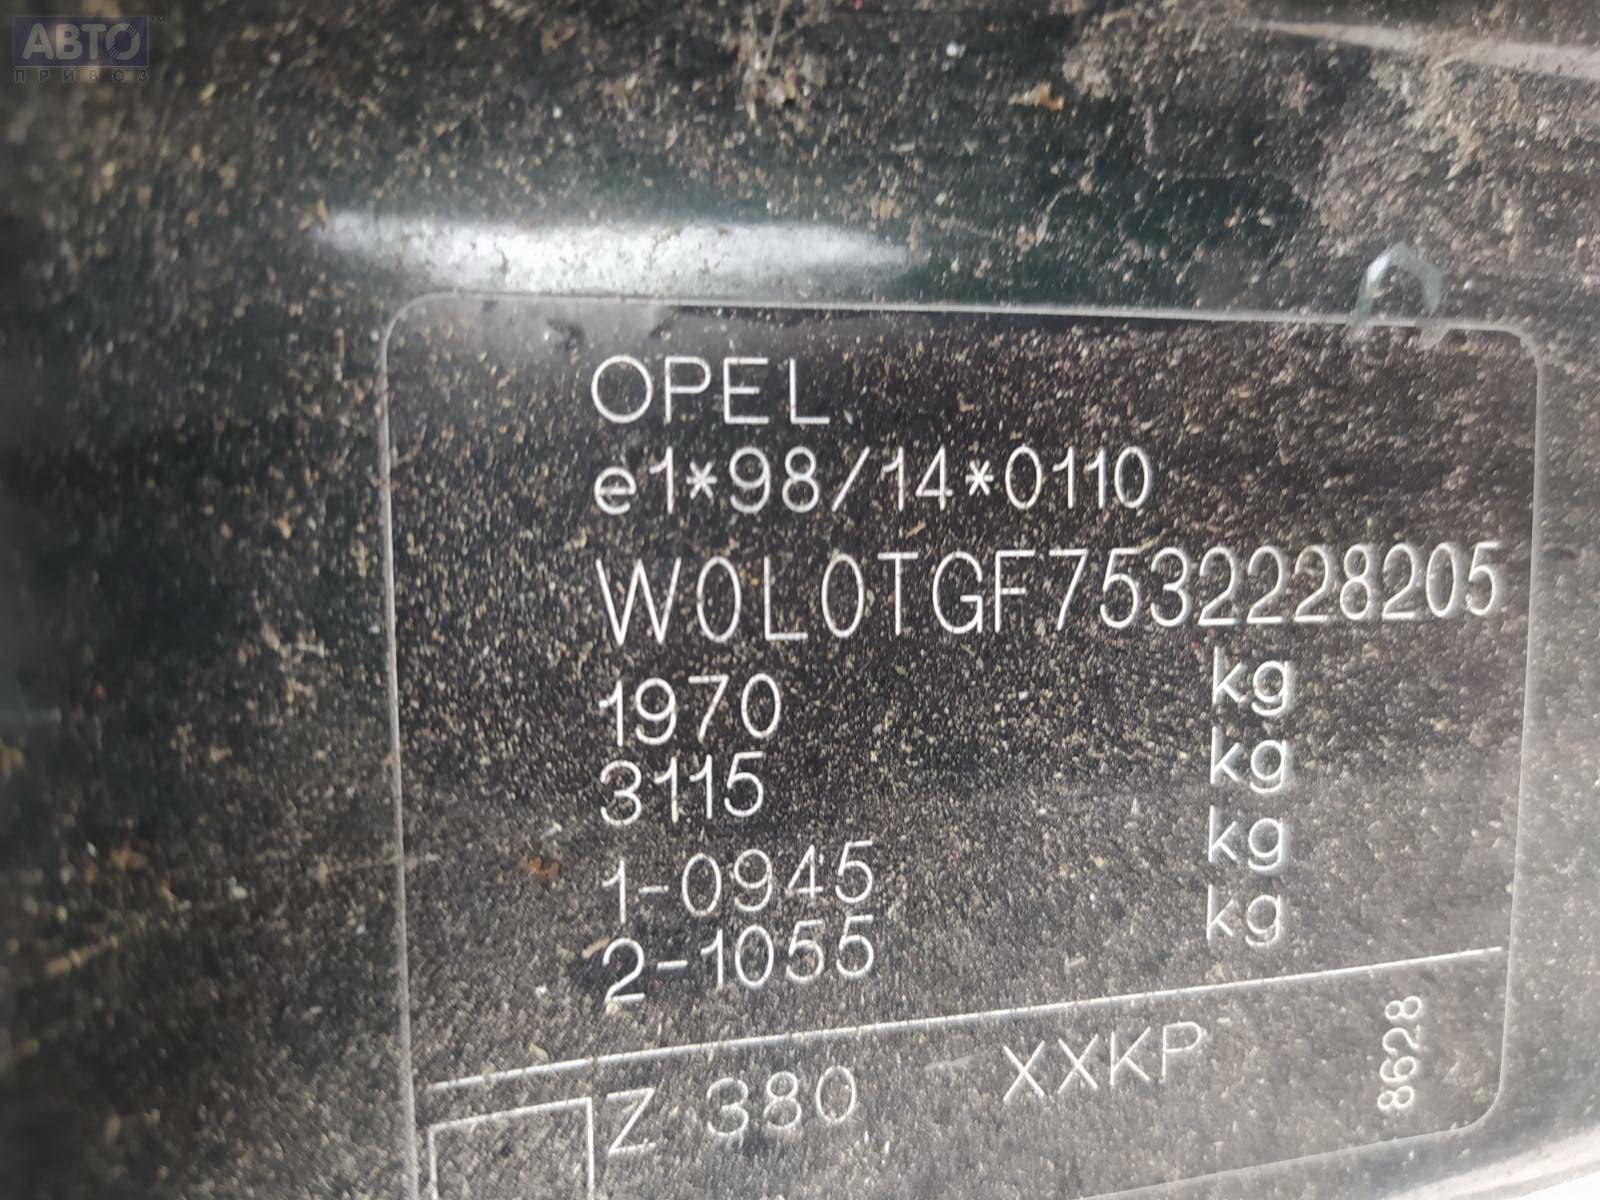 АВТО
ПРИВОЗ
OPEL
e1*98/14*0110
W0L0TGF7532228205
1970 kg
3115 kg
1-0945 kg
2-1055 kg
Z 380 XXKP
8628